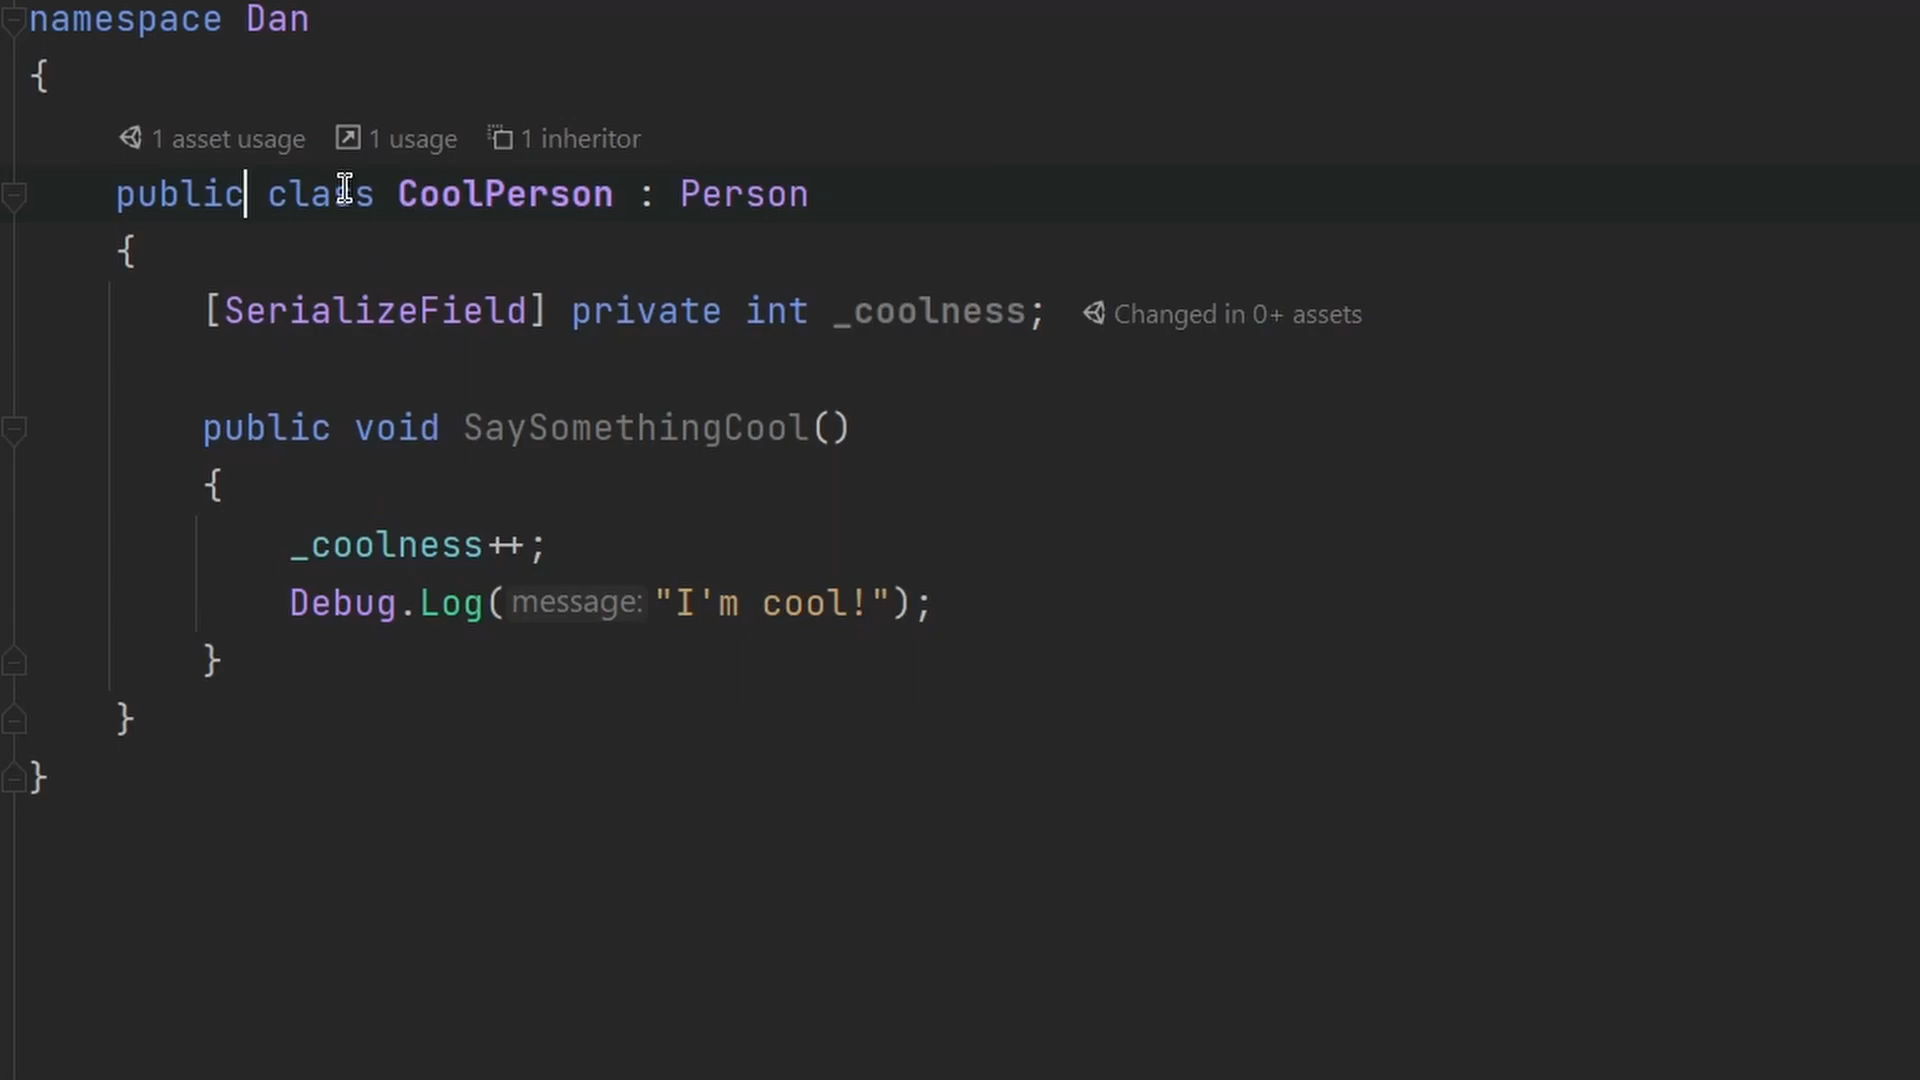 namespace Dan
{
1 asset usage 1 usage 1 inheritor
public class CoolPerson : Person
{
[SerializeField] private int _coolness; Changed in 0+ assets
public void SaySomethingCool()
{
_coolness++;
Debug.Log(message: "I'm cool!");
}
}
}